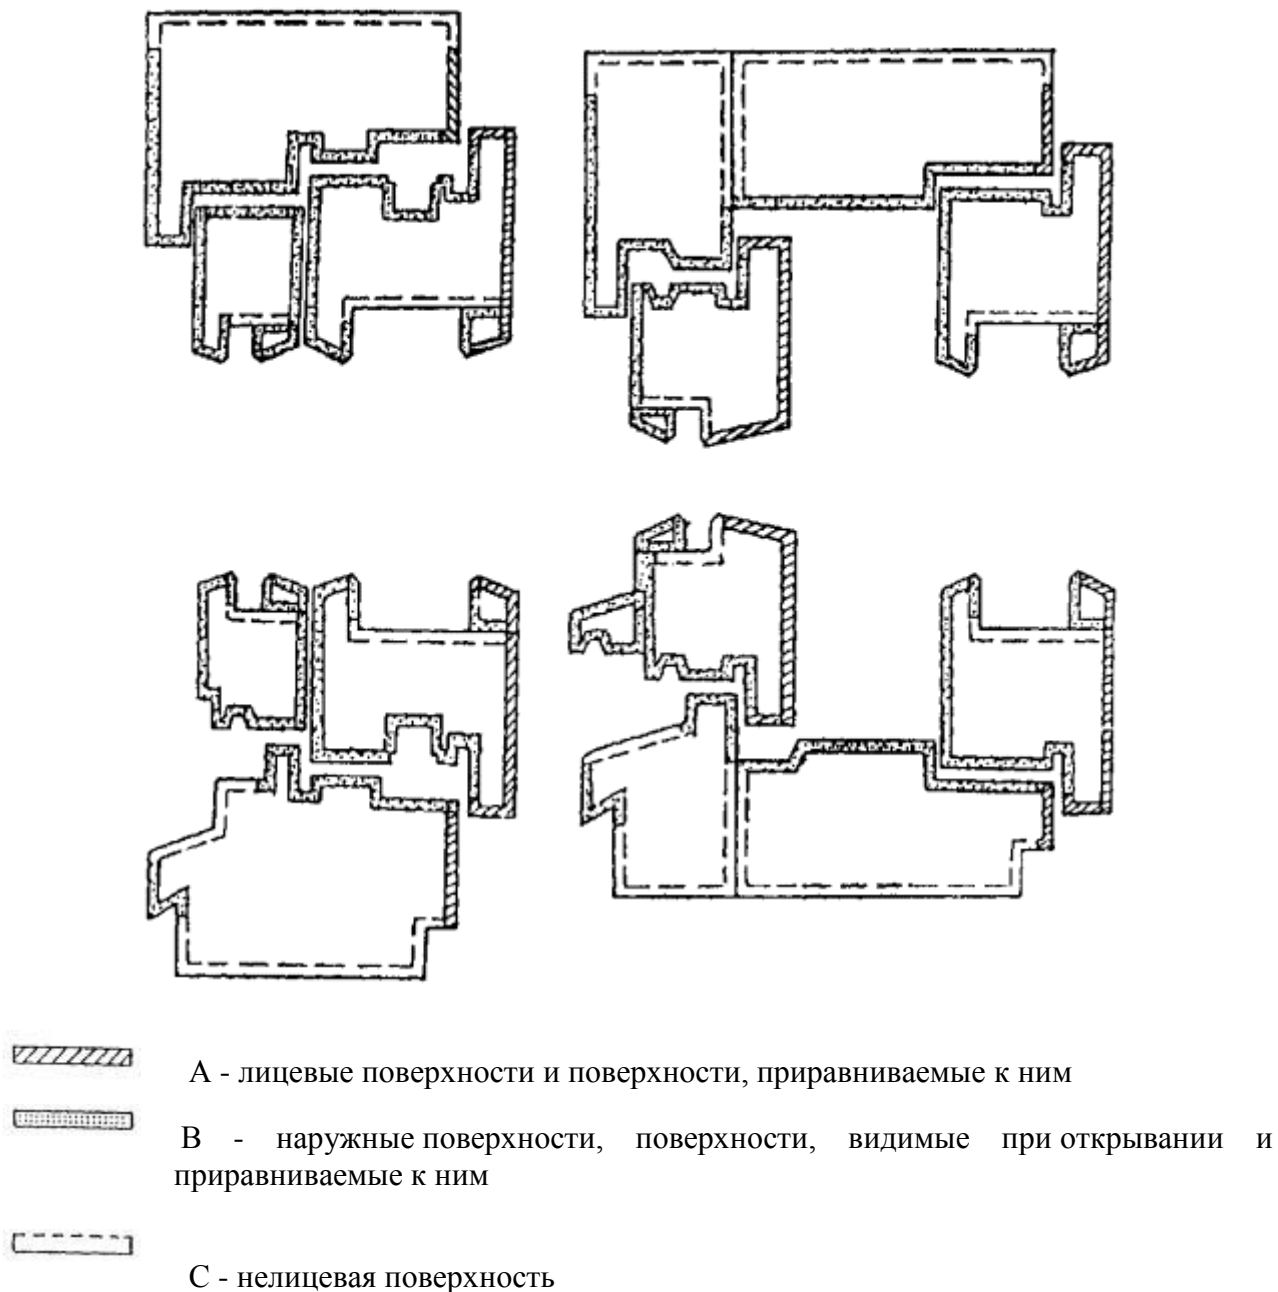 А - лицевые поверхности и поверхности, приравниваемые к ним
В - наружные поверхности, поверхности, видимые при открывании и
приравниваемые к ним
С - нелицевая поверхность